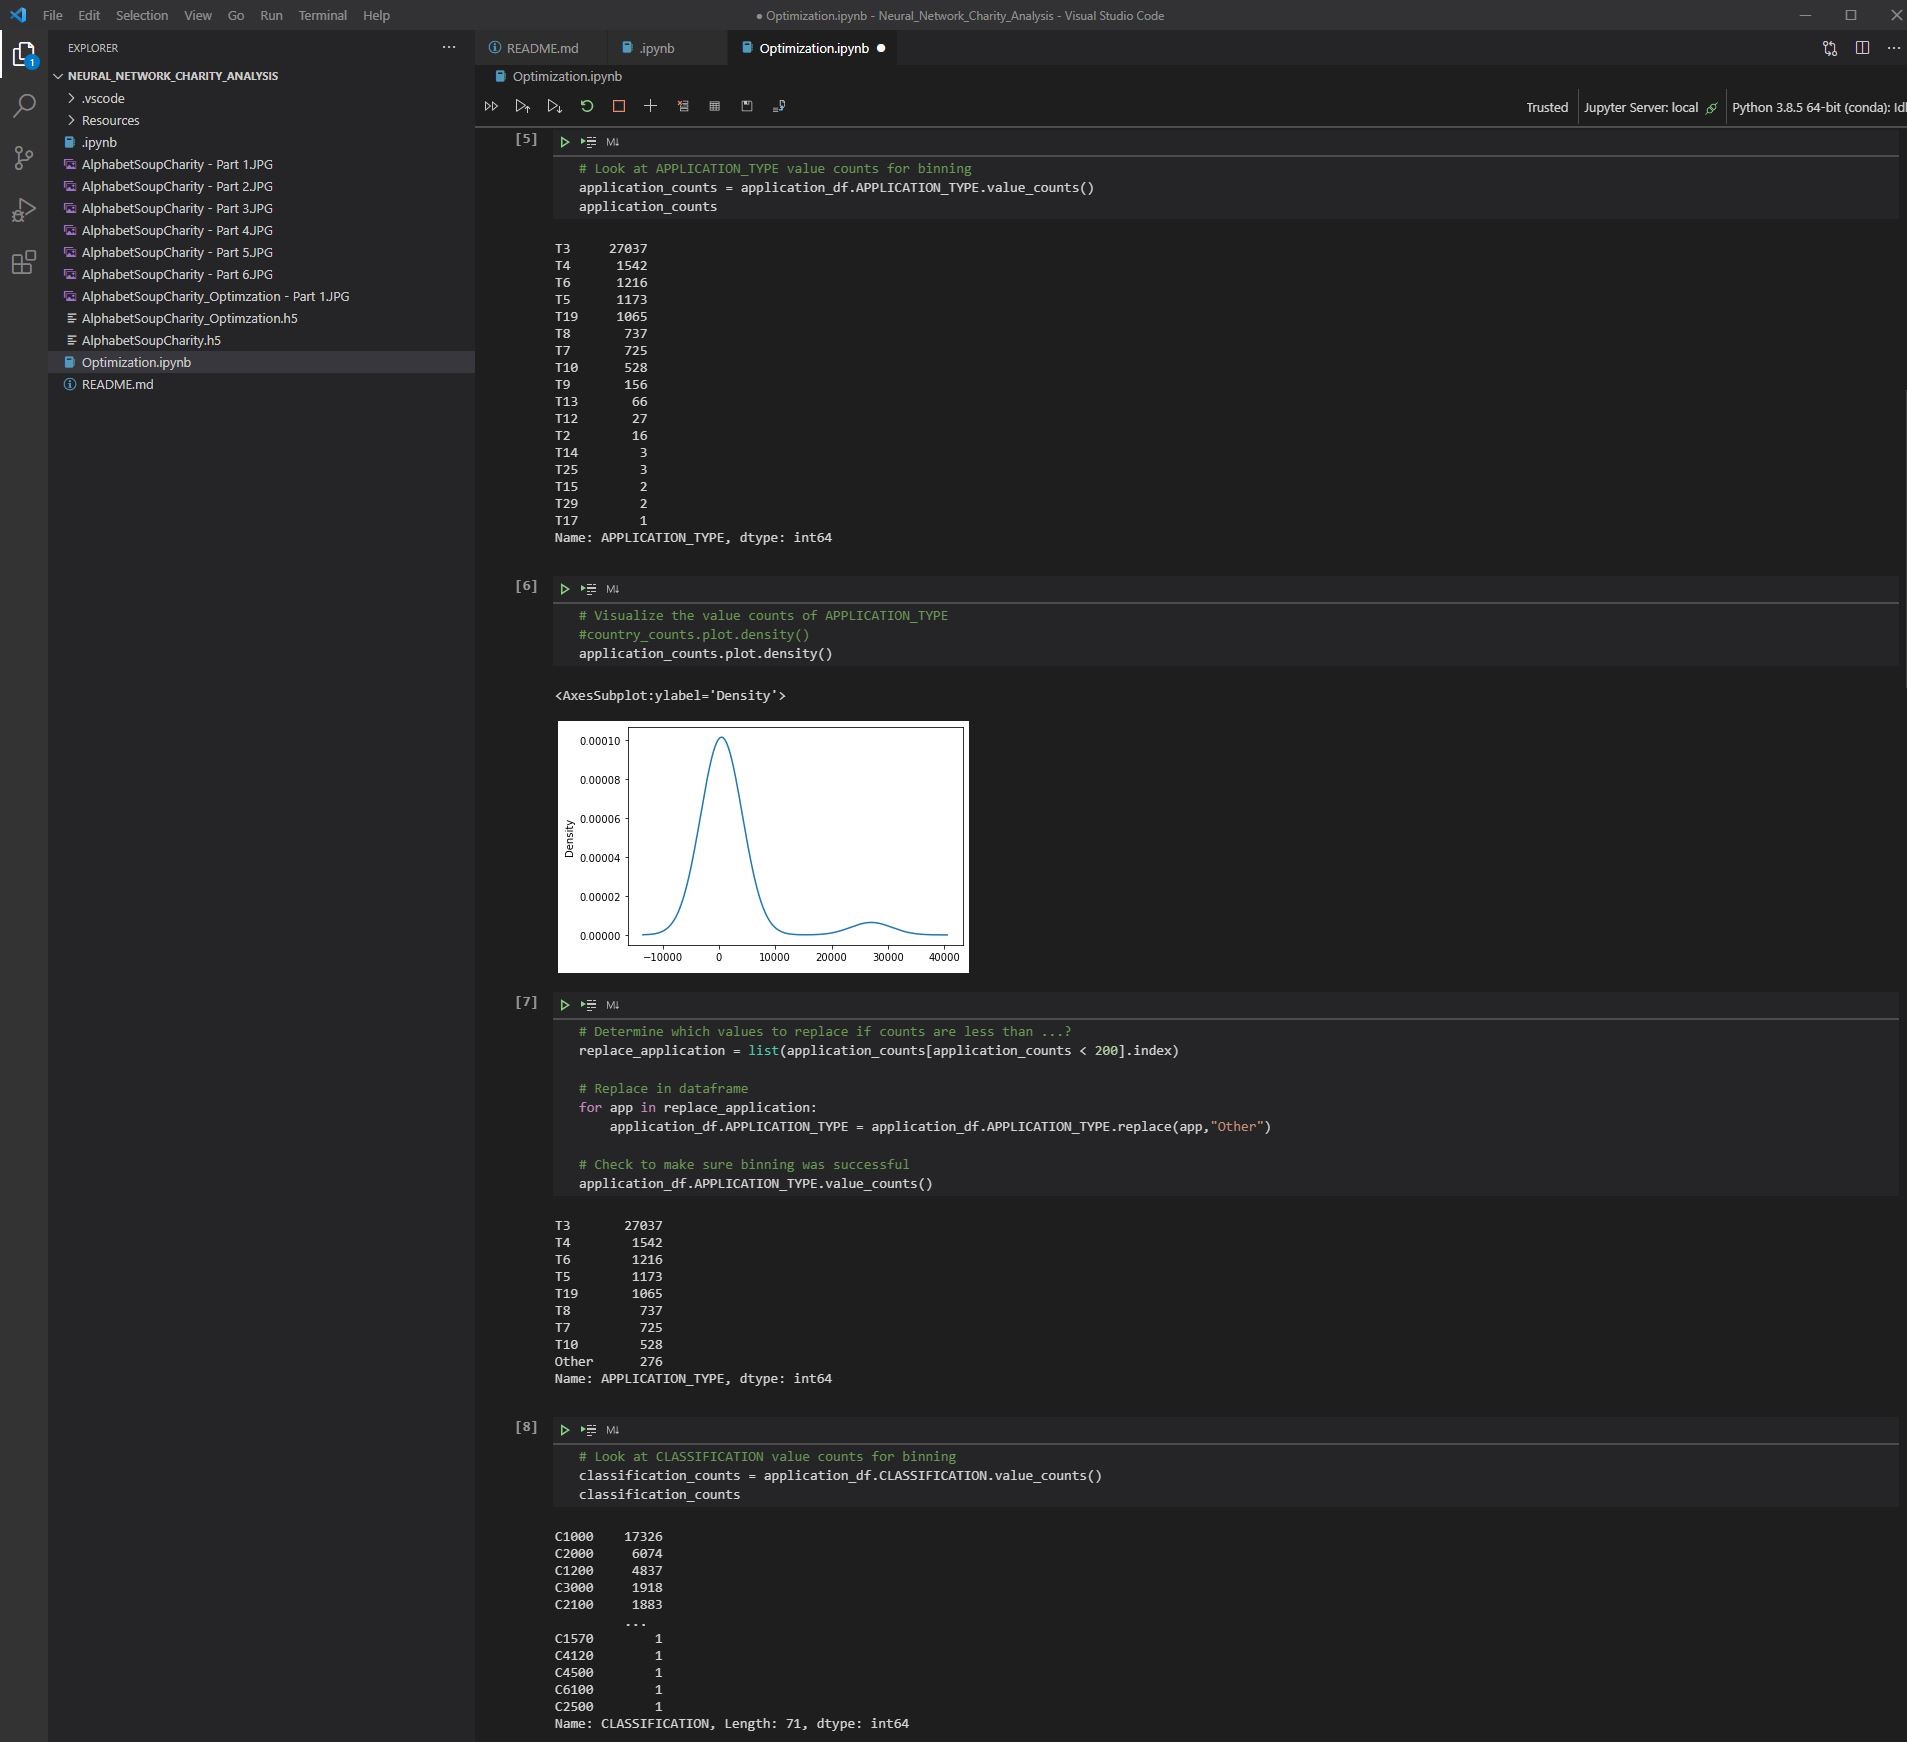 File Edit Selection View Go Run Terminal Help
● Optimization.ipynb - Neural_Network_Charity_Analysis - Visual Studio Code
EXPLORER
1
NEURAL_NETWORK_CHARITY_ANALYSIS
.vscode
Resources
.ipynb
AlphabetSoupCharity - Part 1.JPG
AlphabetSoupCharity - Part 2.JPG
AlphabetSoupCharity - Part 3.JPG
AlphabetSoupCharity - Part 4.JPG
AlphabetSoupCharity - Part 5.JPG
AlphabetSoupCharity - Part 6.JPG
AlphabetSoupCharity_Optimzation - Part 1.JPG
AlphabetSoupCharity_Optimzation.h5
AlphabetSoupCharity.h5
Optimization.ipynb
README.md
README.md .ipynb Optimization.ipynb
Optimization.ipynb
Trusted Jupyter Server: local Python 3.8.5 64-bit (conda): Idl
[5] M↓
# Look at APPLICATION_TYPE value counts for binning
application_counts = application_df.APPLICATION_TYPE.value_counts()
application_counts
T3 27037
T4 1542
T6 1216
T5 1173
T19 1065
T8 737
T7 725
T10 528
T9 156
T13 66
T12 27
T2 16
T14 3
T25 3
T15 2
T29 2
T17 1
Name: APPLICATION_TYPE, dtype: int64
[6] M↓
# Visualize the value counts of APPLICATION_TYPE
#country_counts.plot.density()
application_counts.plot.density()
<AxesSubplot:ylabel='Density'>
0.00010
0.00008
0.00006
0.00004
0.00002
0.00000
Density
−10000 0 10000 20000 30000 40000
[7] M↓
# Determine which values to replace if counts are less than ...?
replace_application = list(application_counts[application_counts < 200].index)
# Replace in dataframe
for app in replace_application:
application_df.APPLICATION_TYPE = application_df.APPLICATION_TYPE.replace(app,"Other")
# Check to make sure binning was successful
application_df.APPLICATION_TYPE.value_counts()
T3 27037
T4 1542
T6 1216
T5 1173
T19 1065
T8 737
T7 725
T10 528
Other 276
Name: APPLICATION_TYPE, dtype: int64
[8] M↓
# Look at CLASSIFICATION value counts for binning
classification_counts = application_df.CLASSIFICATION.value_counts()
classification_counts
C1000 17326
C2000 6074
C1200 4837
C3000 1918
C2100 1883
...
C1570 1
C4120 1
C4500 1
C6100 1
C2500 1
Name: CLASSIFICATION, Length: 71, dtype: int64